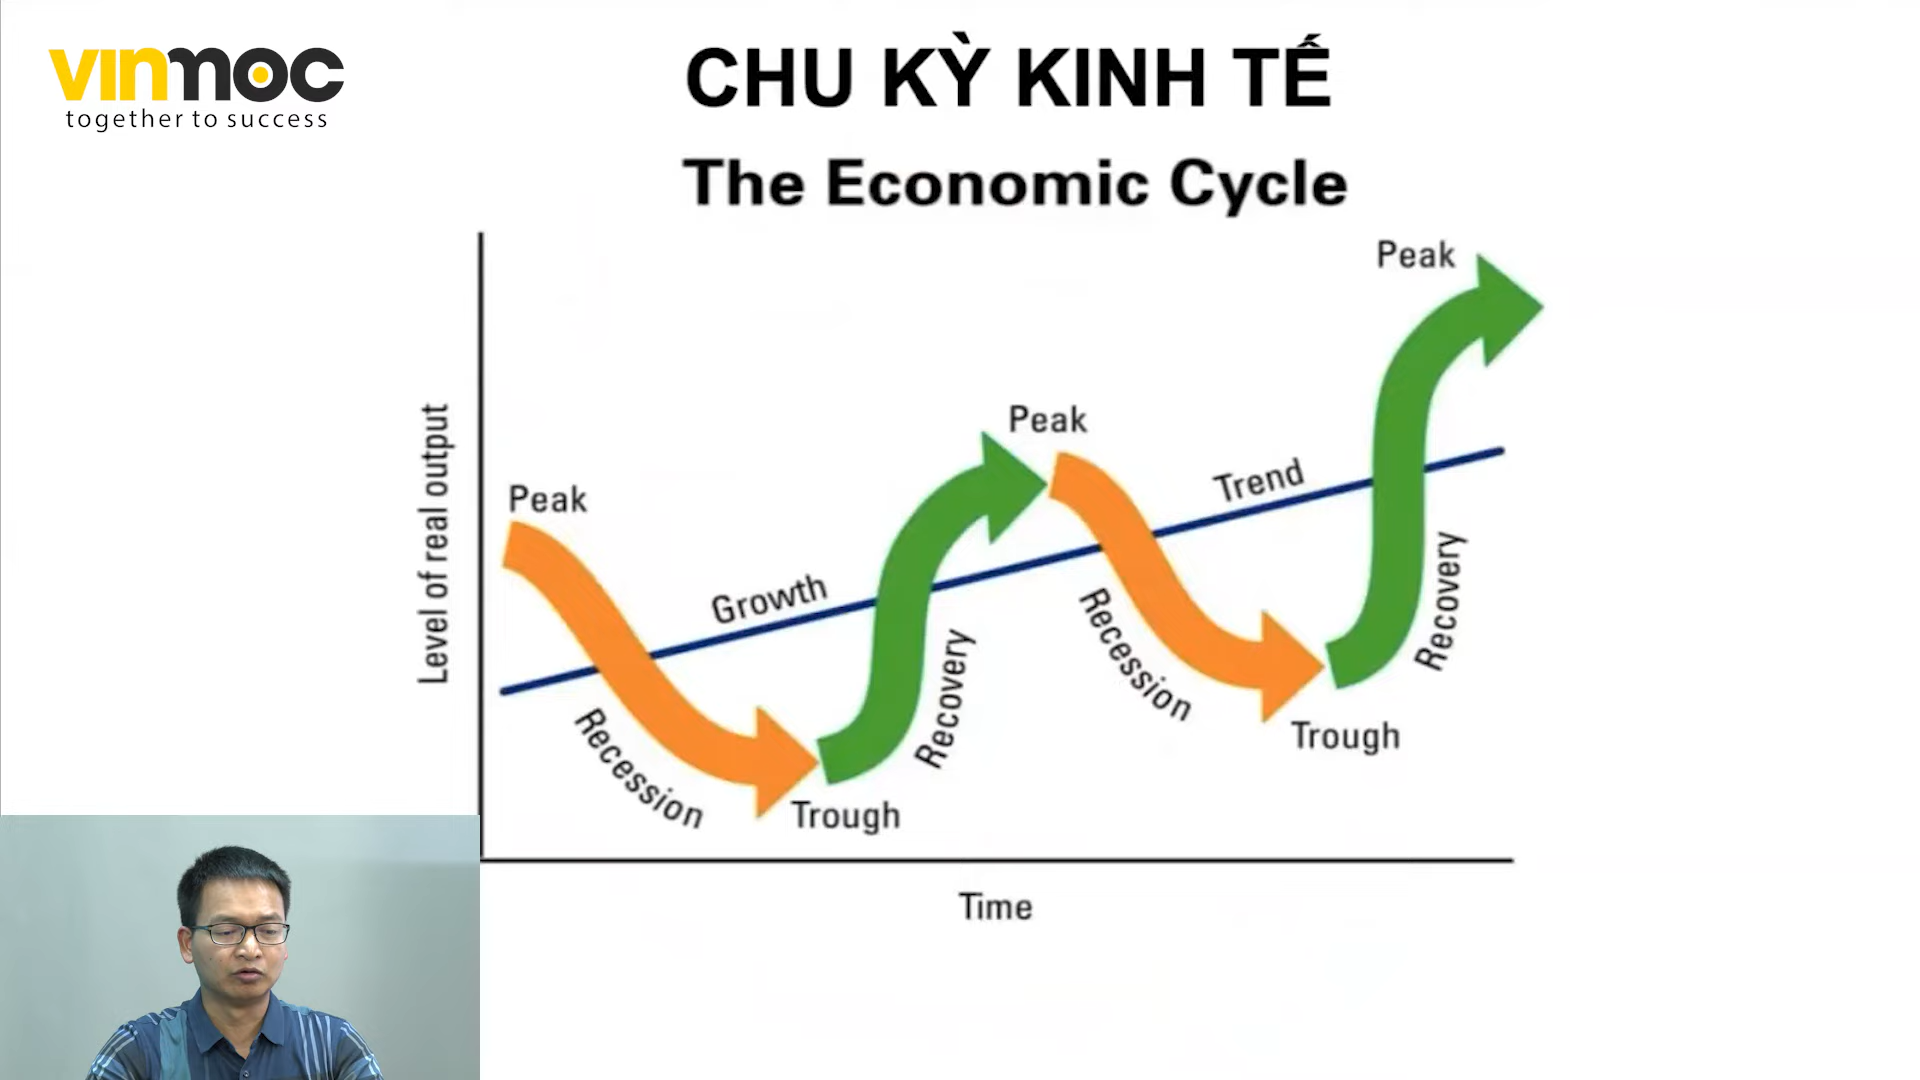 vinmoc
together to success
CHU KỲ KINH TẾ
The Economic Cycle
Peak
Peak
Peak
Trend
Growth
Level of real output
Recession
Recovery
Recession
Recovery
Trough
Trough
Time